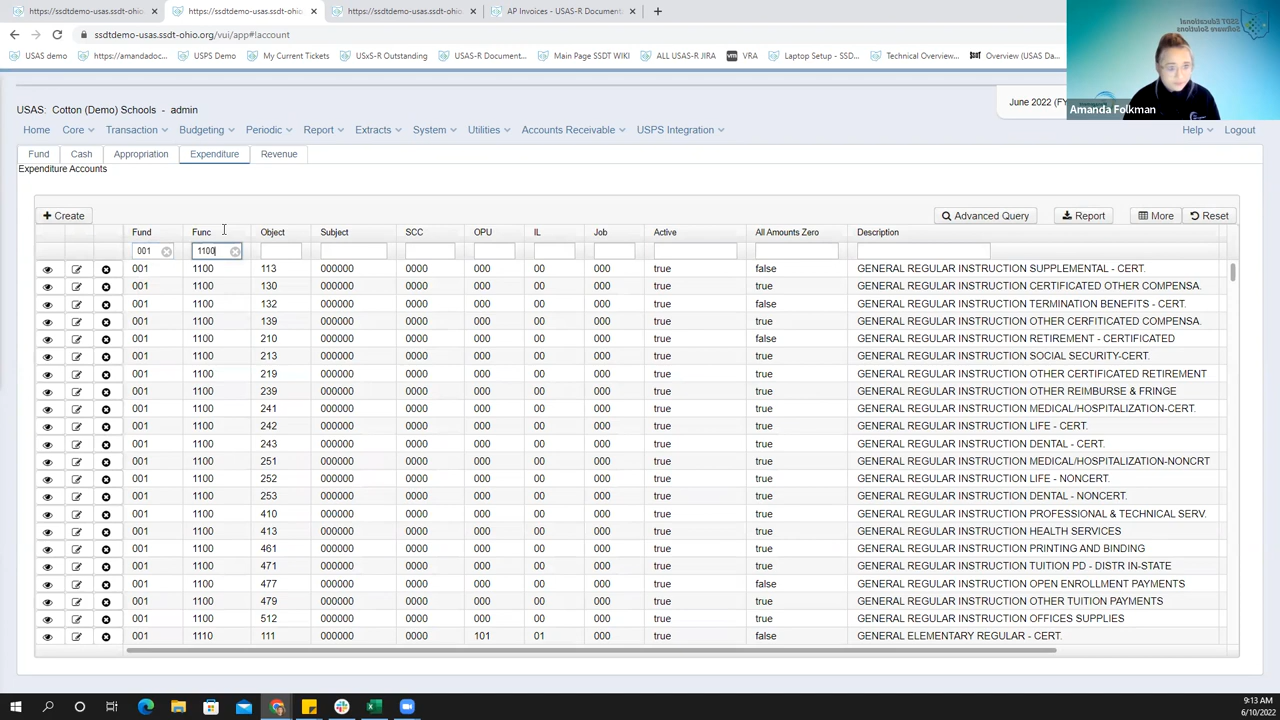 https://ssdtdemo-usas.ssdt-ohio. https://ssdtdemo-usas.ssdt-ohio. https://ssdtdemo-usas.ssdt-ohio. AP Invoices - USAS-R Document
ssdtdemo-usas.ssdt-ohio.org/vui/app#!account
USAS demo https://amandadoc... USPS Demo My Current Tickets USxS-R Outstanding USAS-R Document... Main Page SSDT WIKI ALL USAS-R JIRA VRA Laptop Setup - SSD... Technical Overview... Overview (USAS Da...
SSDT Educational
Software Solutions
Amanda Folkman
USAS: Cotton (Demo) Schools - admin
June 2022 (FY
Home Core Transaction Budgeting Periodic Report Extracts System Utilities Accounts Receivable USPS Integration Help Logout
Fund Cash Appropriation Expenditure Revenue
Expenditure Accounts
Create Advanced Query Report More Reset
Fund Func Object Subject SCC OPU IL Job Active All Amounts Zero Description
001 1100
001 1100 113 000000 0000 000 00 000 true false GENERAL REGULAR INSTRUCTION SUPPLEMENTAL - CERT.
001 1100 130 000000 0000 000 00 000 true true GENERAL REGULAR INSTRUCTION CERTIFICATED OTHER COMPENSA.
001 1100 132 000000 0000 000 00 000 true false GENERAL REGULAR INSTRUCTION TERMINATION BENEFITS - CERT.
001 1100 139 000000 0000 000 00 000 true true GENERAL REGULAR INSTRUCTION OTHER CERFITICATED COMPENSA.
001 1100 210 000000 0000 000 00 000 true false GENERAL REGULAR INSTRUCTION RETIREMENT - CERTIFICATED
001 1100 213 000000 0000 000 00 000 true true GENERAL REGULAR INSTRUCTION SOCIAL SECURITY-CERT.
001 1100 219 000000 0000 000 00 000 true true GENERAL REGULAR INSTRUCTION OTHER CERTIFICATED RETIREMENT
001 1100 239 000000 0000 000 00 000 true true GENERAL REGULAR INSTRUCTION OTHER REIMBURSE & FRINGE
001 1100 241 000000 0000 000 00 000 true true GENERAL REGULAR INSTRUCTION MEDICAL/HOSPITALIZATION-CERT.
001 1100 242 000000 0000 000 00 000 true true GENERAL REGULAR INSTRUCTION LIFE - CERT.
001 1100 243 000000 0000 000 00 000 true true GENERAL REGULAR INSTRUCTION DENTAL - CERT.
001 1100 251 000000 0000 000 00 000 true true GENERAL REGULAR INSTRUCTION MEDICAL/HOSPITALIZATION-NONCRT
001 1100 252 000000 0000 000 00 000 true true GENERAL REGULAR INSTRUCTION LIFE - NONCERT.
001 1100 253 000000 0000 000 00 000 true true GENERAL REGULAR INSTRUCTION DENTAL - NONCERT.
001 1100 410 000000 0000 000 00 000 true true GENERAL REGULAR INSTRUCTION PROFESSIONAL & TECHNICAL SERV.
001 1100 413 000000 0000 000 00 000 true true GENERAL REGULAR INSTRUCTION HEALTH SERVICES
001 1100 461 000000 0000 000 00 000 true true GENERAL REGULAR INSTRUCTION PRINTING AND BINDING
001 1100 471 000000 0000 000 00 000 true true GENERAL REGULAR INSTRUCTION TUITION PD - DISTR IN-STATE
001 1100 477 000000 0000 000 00 000 true false GENERAL REGULAR INSTRUCTION OPEN ENROLLMENT PAYMENTS
001 1100 479 000000 0000 000 00 000 true true GENERAL REGULAR INSTRUCTION OTHER TUITION PAYMENTS
001 1100 512 000000 0000 000 00 000 true true GENERAL REGULAR INSTRUCTION OFFICES SUPPLIES
001 1110 111 000000 0000 101 01 000 true false GENERAL ELEMENTARY REGULAR - CERT.
9:13 AM
6/10/2022